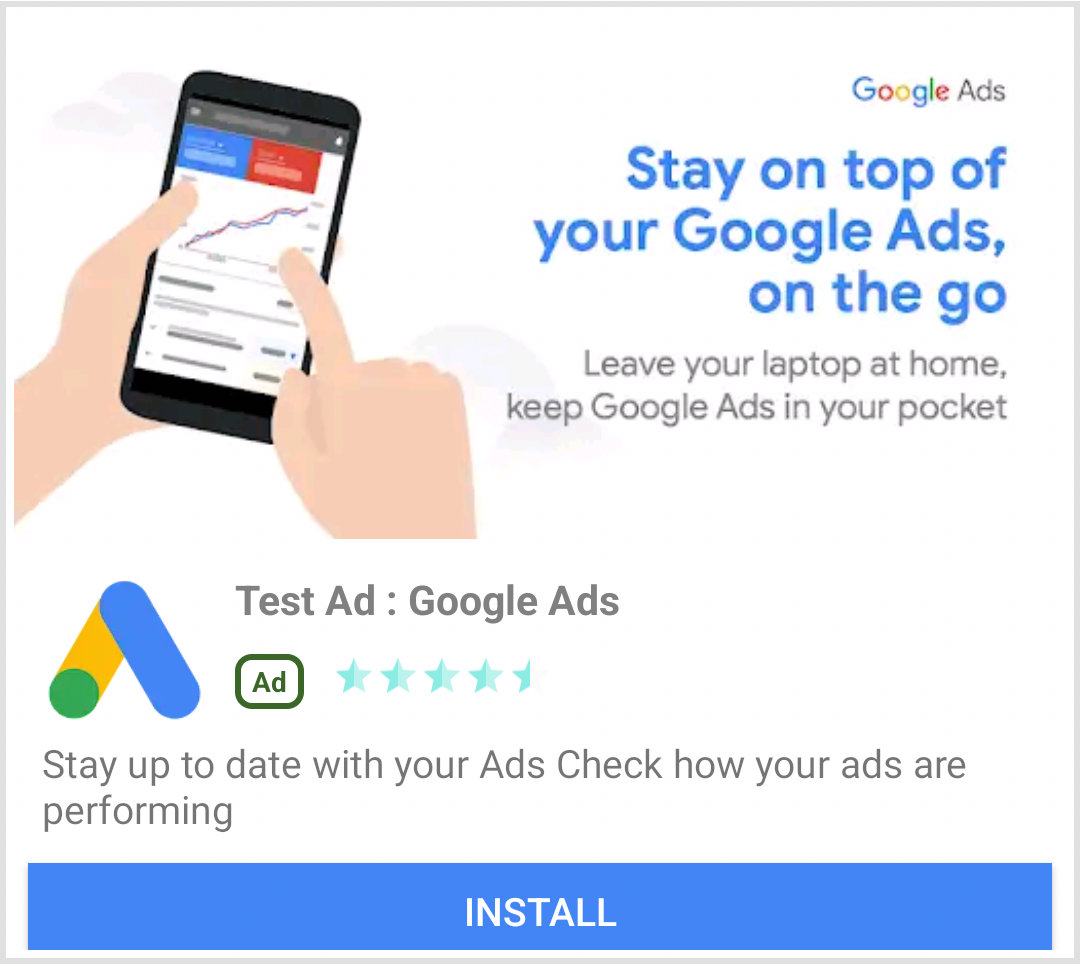 Google Ads
Stay on top of
your Google Ads,
on the go
Leave your laptop at home,
keep Google Ads in your pocket
Test Ad : Google Ads
Ad
Stay up to date with your Ads Check how your ads are
performing
INSTALL